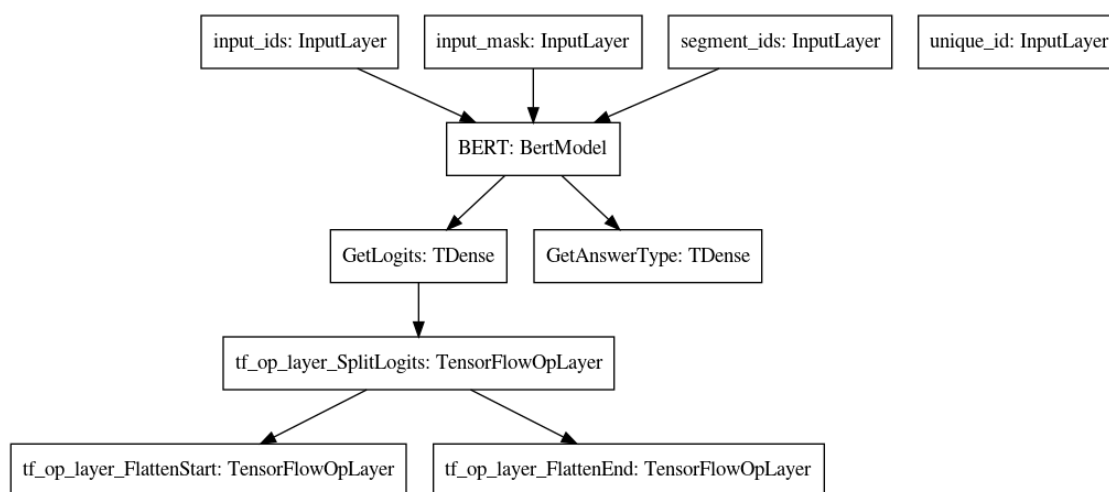 input_ids: InputLayer
input_mask: InputLayer
segment_ids: InputLayer
unique_id: InputLayer
BERT: BertModel
GetLogits: TDense
GetAnswerType: TDense
tf_op_layer_SplitLogits: TensorFlowOpLayer
tf_op_layer_FlattenStart: TensorFlowOpLayer
tf_op_layer_FlattenEnd: TensorFlowOpLayer